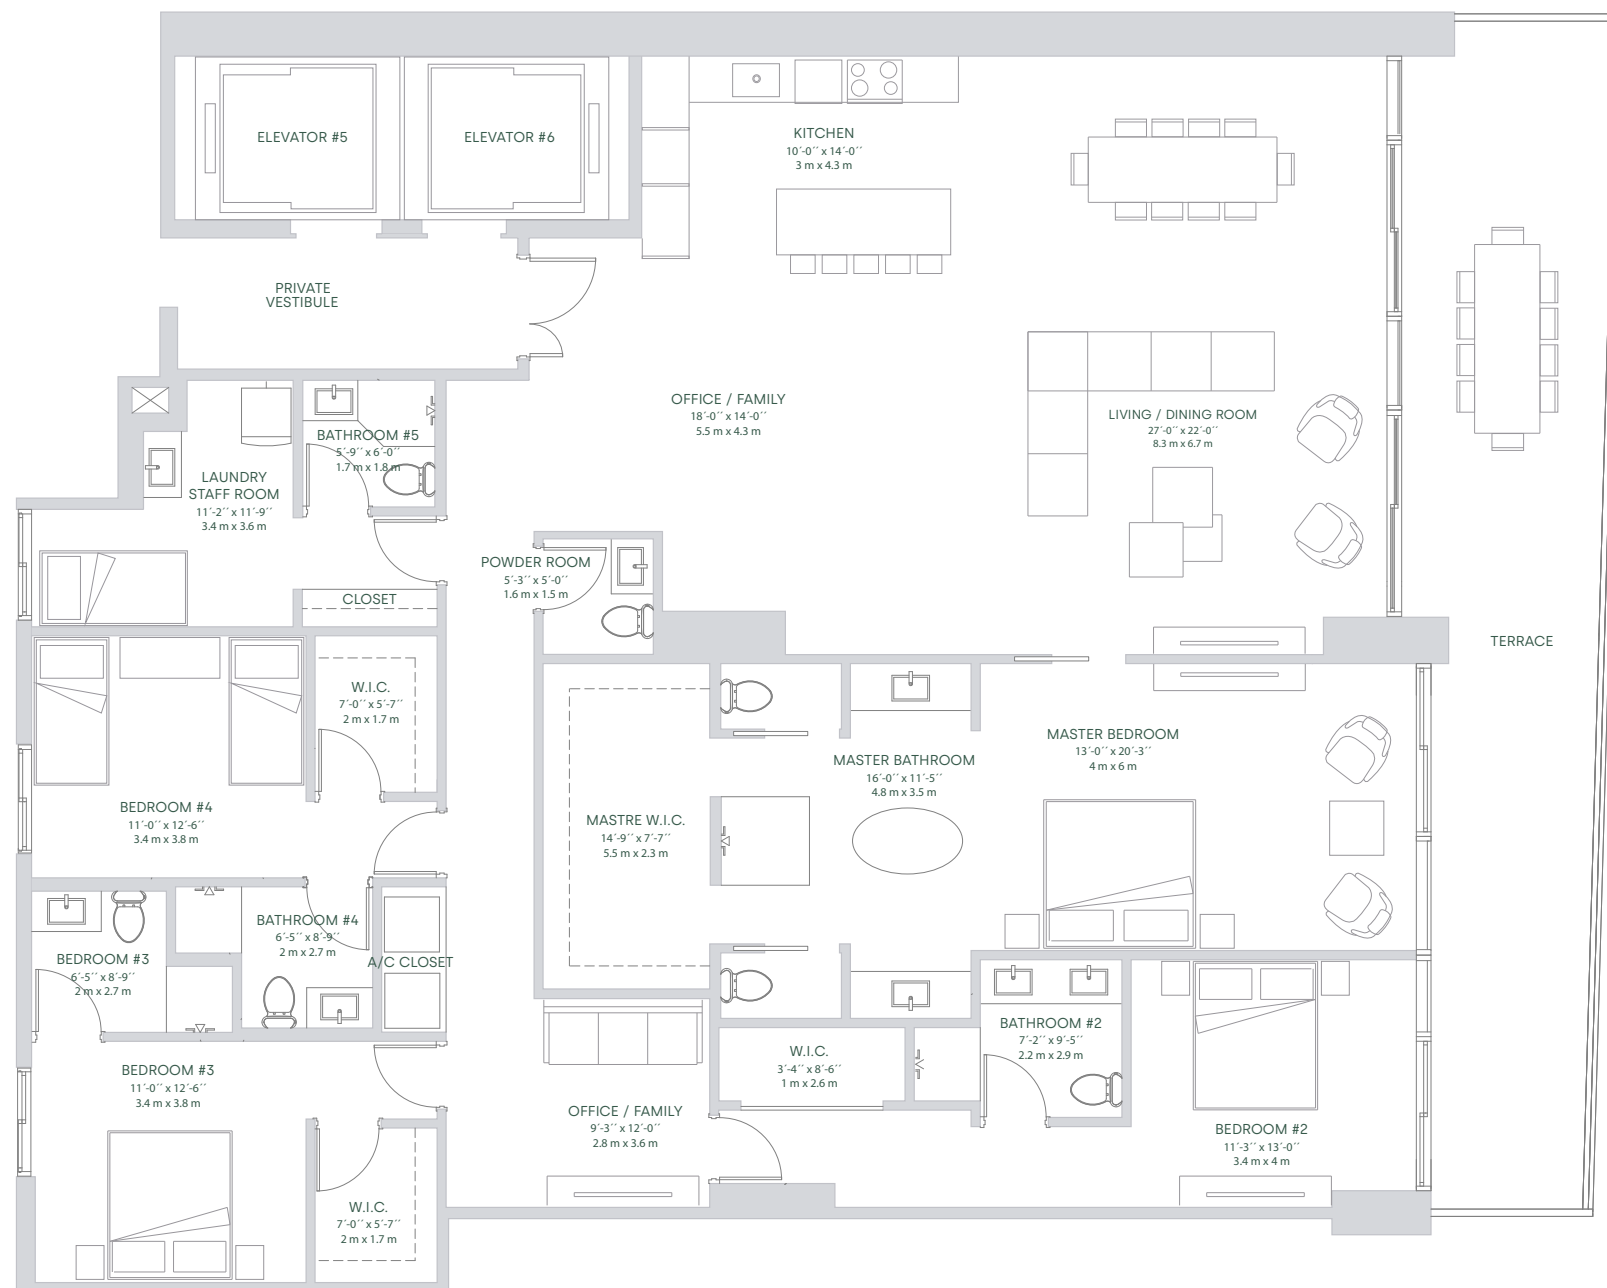 ELEVATOR #5
ELEVATOR #6
KITCHEN
10´-0´´ x 14´-0´´
3 m x 4.3 m
PRIVATE
VESTIBULE
OFFICE / FAMILY
18´-0´´ x 14´-0´´
5.5 m x 4.3 m
LIVING / DINING ROOM
27´-0´´ x 22´-0´´
8.3 m x 6.7 m
BATHROOM #5
5´-9´´ x 6´-0´´
1.7 m x 1.8 m
LAUNDRY
STAFF ROOM
11´-2´´ x 11´-9´´
3.4 m x 3.6 m
POWDER ROOM
5´-3´´ x 5´-0´´
1.6 m x 1.5 m
CLOSET
TERRACE
W.I.C.
7´-0´´ x 5´-7´´
2 m x 1.7 m
MASTER BEDROOM
13´-0´´ x 20´-3´´
4 m x 6 m
MASTER BATHROOM
16´-0´´ x 11´-5´´
4.8 m x 3.5 m
BEDROOM #4
11´-0´´ x 12´-6´´
3.4 m x 3.8 m
MASTRE W.I.C.
14´-9´´ x 7´-7´´
5.5 m x 2.3 m
BATHROOM #4
6´-5´´ x 8´-9´´
2 m x 2.7 m
A/C CLOSET
BEDROOM #3
6´-5´´ x 8´-9´´
2 m x 2.7 m
BATHROOM #2
7´-2´´ x 9´-5´´
2.2 m x 2.9 m
W.I.C.
3´-4´´ x 8´-6´´
1 m x 2.6 m
BEDROOM #3
11´-0´´ x 12´-6´´
3.4 m x 3.8 m
OFFICE / FAMILY
9´-3´´ x 12´-0´´
2.8 m x 3.6 m
BEDROOM #2
11´-3´´ x 13´-0´´
3.4 m x 4 m
W.I.C.
7´-0´´ x 5´-7´´
2 m x 1.7 m